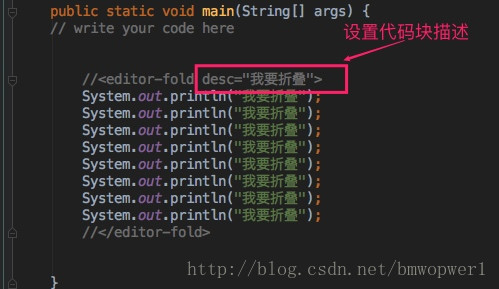 public static void main(String[] args) {
// write your code here
设置代码块描述
//<editor-fold desc="我要折叠">
System.out.println("我要折叠");
System.out.println("我要折叠");
System.out.println("我要折叠");
System.out.println("我要折叠");
System.out.println("我要折叠");
System.out.println("我要折叠");
System.out.println("我要折叠");
System.out.println("我要折叠");
//</editor-fold>
http://blog.csdn.net/bmwopwer1
}